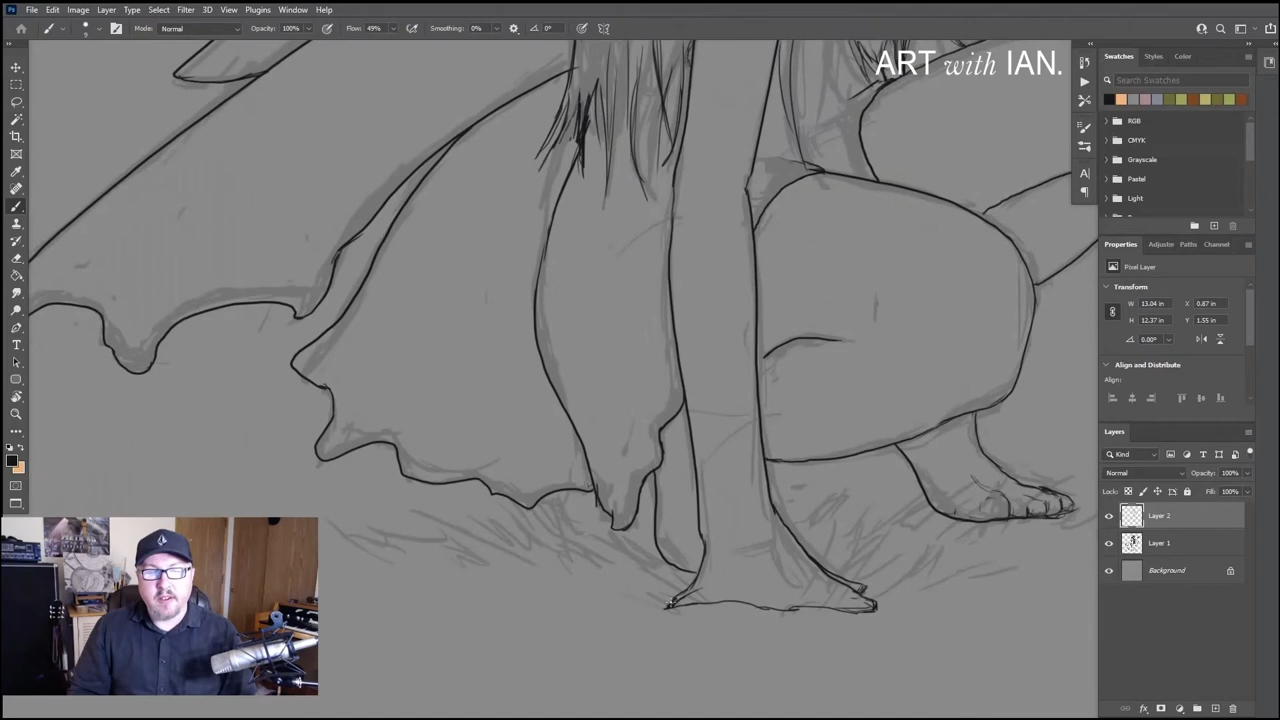 File Edit Image Layer Type Select Filter 3D View Plugins Window Help
9 Mode: Normal Opacity: 100% Flow: 49% Smoothing: 0% 0°
ART with IAN.
Swatches Styles Color
Search Swatches
RGB
CMYK
Grayscale
Pastel
Light
Properties Adjustm Paths Channel
Pixel Layer
Transform
W 13.04 in X 0.87 in
H 12.37 in Y 1.55 in
0.00°
Align and Distribute
Align:
Layers
Kind
Normal Opacity: 100%
Lock: Fill: 100%
Layer 2
Layer 1
Background